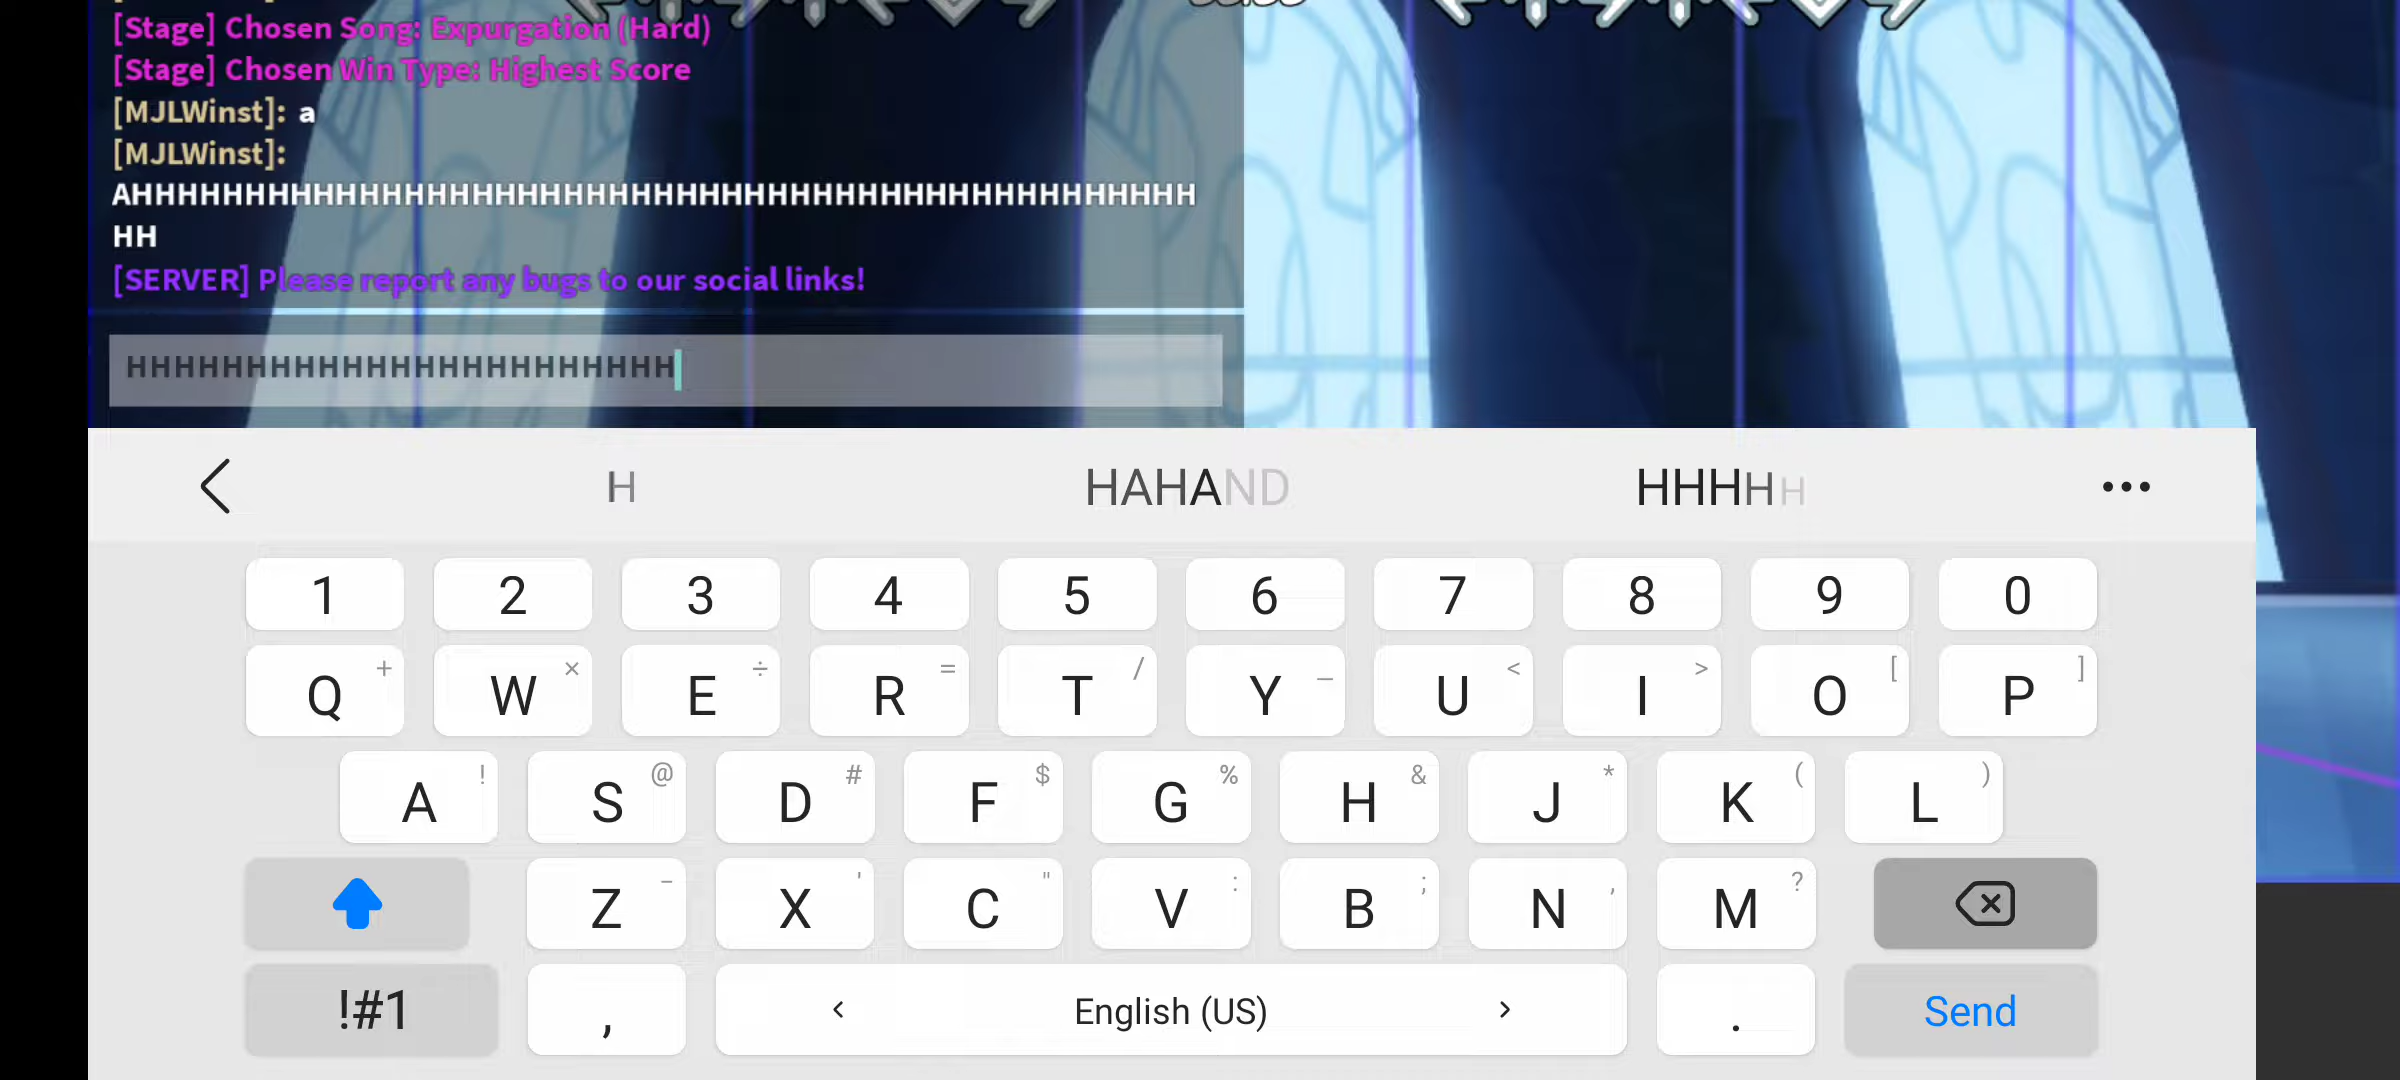 [Stage] Chosen Song: Expurgation (Hard)
[Stage] Chosen Win Type: Highest Score
[MJLWinst]: a
[MJLWinst]:
AHHHHHHHHHHHHHHHHHHHHHHHHHHHHHHHHHHHHHHHHHHHHHHH
HH
[SERVER] Please report any bugs to our social links!
HHHHHHHHHHHHHHHHHHHHHHH
H HAHAND HHHHH
1 2 3 4 5 6 7 8 9 0
Q + W × E ÷ R = T / Y _ U < I > O [ P ]
A ! S @ D # F $ G % H & J * K ( L )
Z - X ' C " V : B ; N , M ?
!#1 , < English (US) > . Send